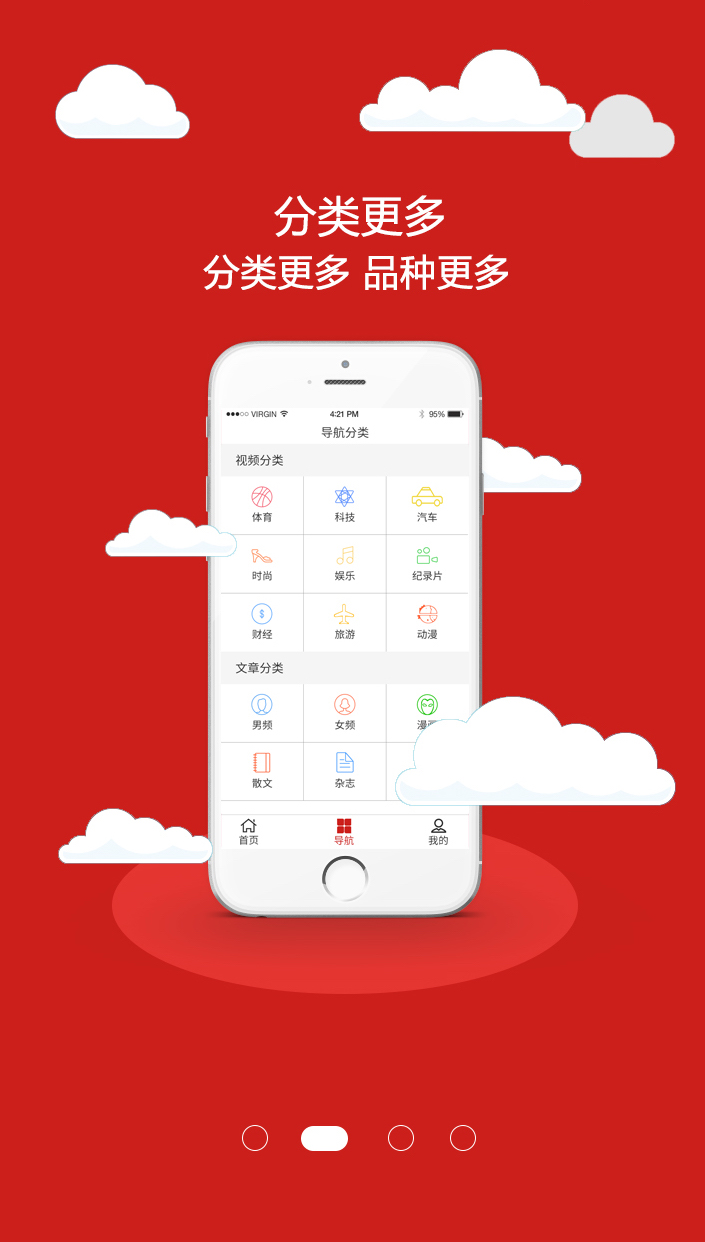 分类更多
分类更多 品种更多
VIRGIN 4:21 PM 95%
导航分类
视频分类
体育 科技 汽车
时尚 娱乐 纪录片
财经 旅游 动漫
文章分类
男频 女频 漫画
散文 杂志
首页 导航 我的